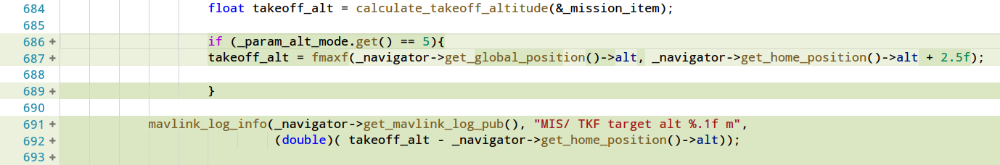 684 float takeoff_alt = calculate_takeoff_altitude(&_mission_item);
685
686 + if (_param_alt_mode.get() == 5){
687 + takeoff_alt = fmaxf(_navigator->get_global_position()->alt, _navigator->get_home_position()->alt + 2.5f);
688
689 + }
690
691 + mavlink_log_info(_navigator->get_mavlink_log_pub(), "MIS/ TKF target alt %.1f m",
692 + (double)( takeoff_alt - _navigator->get_home_position()->alt));
693 +